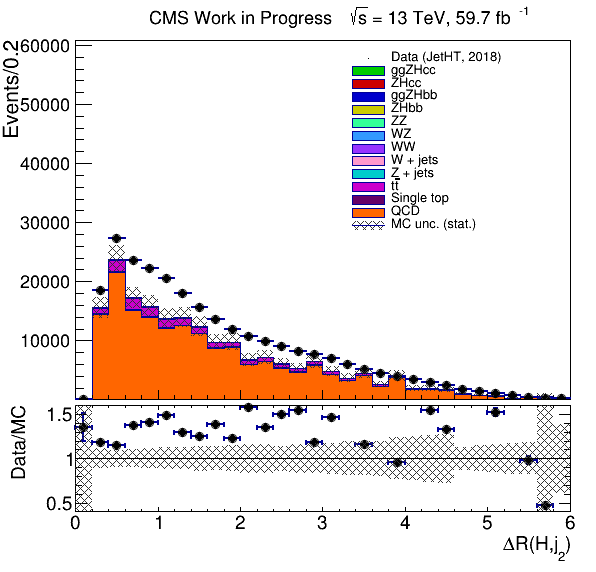 CMS Work in Progress √s = 13 TeV, 59.7 fb⁻¹
Events/0.2
60000
50000
40000
30000
20000
10000
Data (JetHT, 2018)
ggZHcc
ZHcc
ggZHbb
ZHbb
ZZ
WZ
WW
W + jets
Z + jets
tt̅
Single top
QCD
MC unc. (stat.)
Data/MC
1.5
1
0.5
0 1 2 3 4 5 6
ΔR(H,j₂)